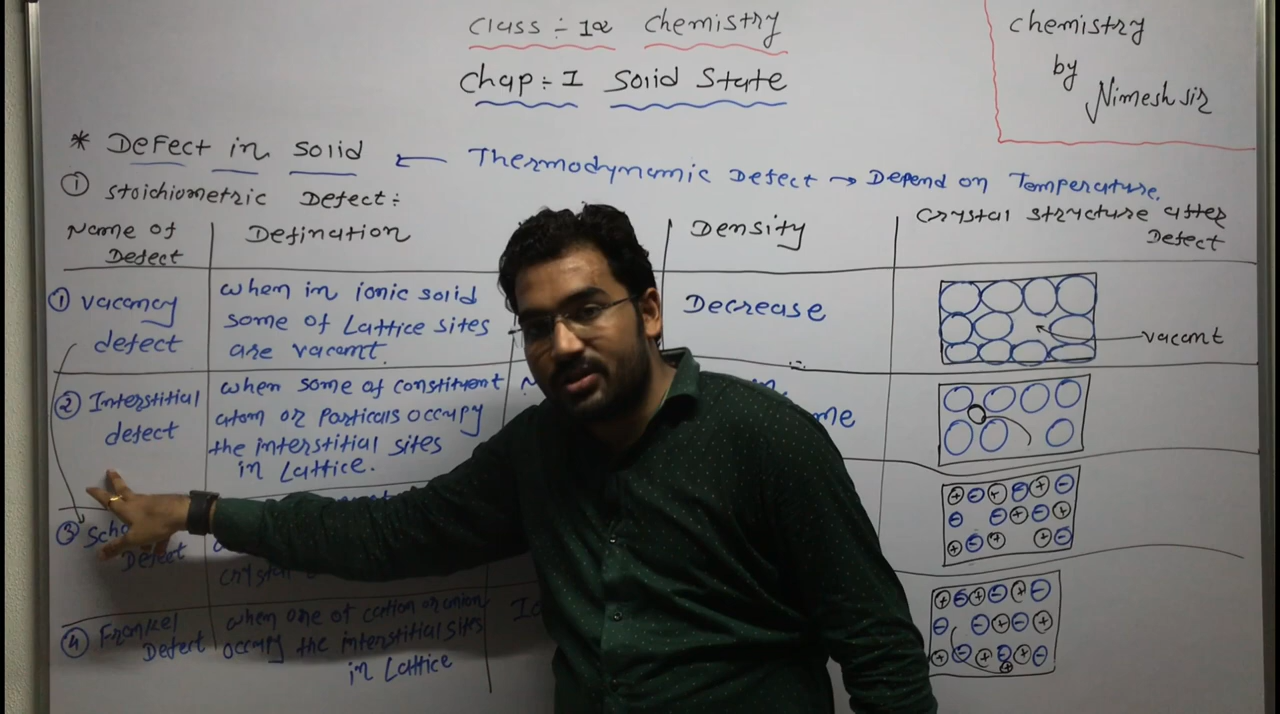 Class :- 12 Chemistry
Chap :- I Solid State
Chemistry
by
Nimesh sir
* Defect in solid ← Thermodynamic Defect → Depend on Temperature.
① Stoichiometric Defect :
Name of Defect
Defination
Density
Crystal structure after Defect
① Vacancy
defect
when in ionic solid
some of Lattice sites
are vacant.
Decrease
vacant
② Interstitial
defect
when some of constituent
atom or Particals occupy
the interstitial sites
in Lattice.
③
Defect
④ Frankel
Defect
when one of cation or anion
occupy the interstitial sites
in Lattice
+ - + - + -
- - + - +
+ - + + -
+ - + - + -
- - + - +
+ - + + -
+